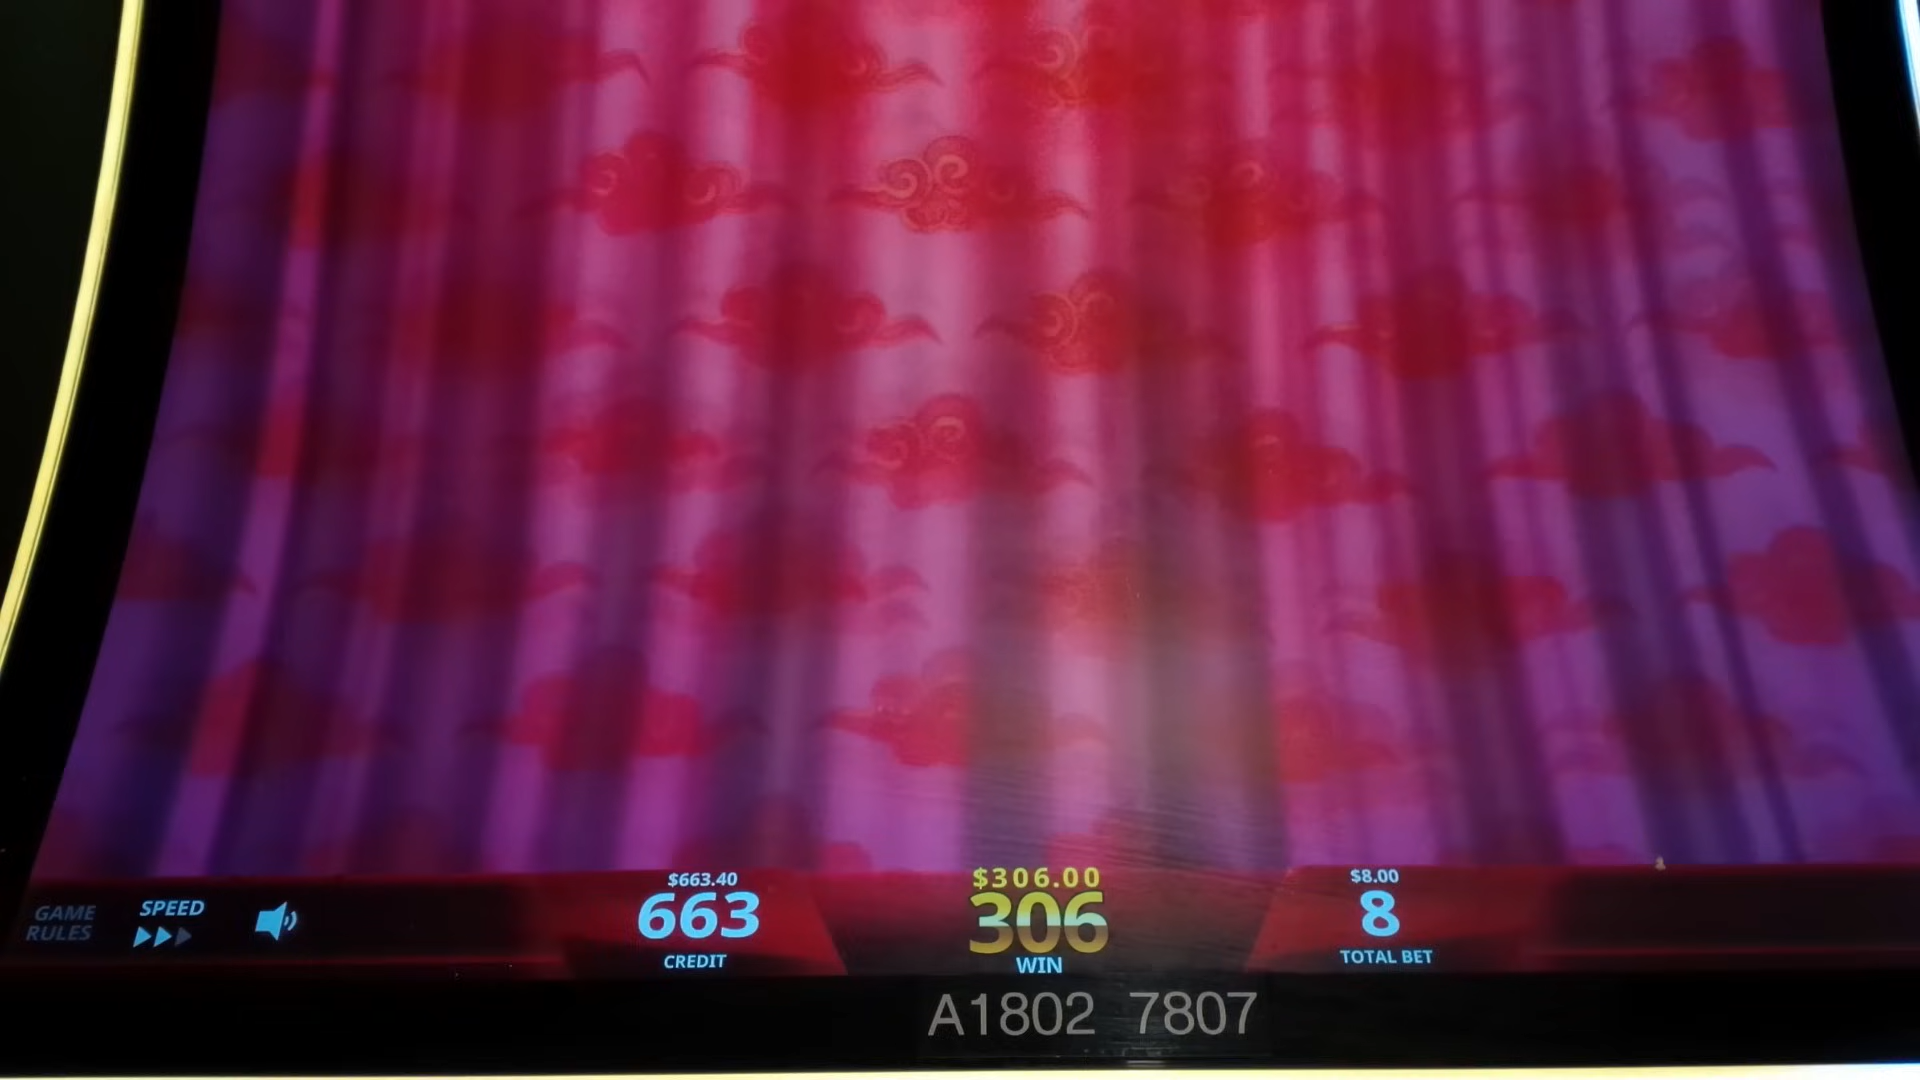 GAME
RULES
SPEED
$663.40
663
CREDIT
$306.00
306
WIN
$8.00
8
TOTAL BET
A1802 7807